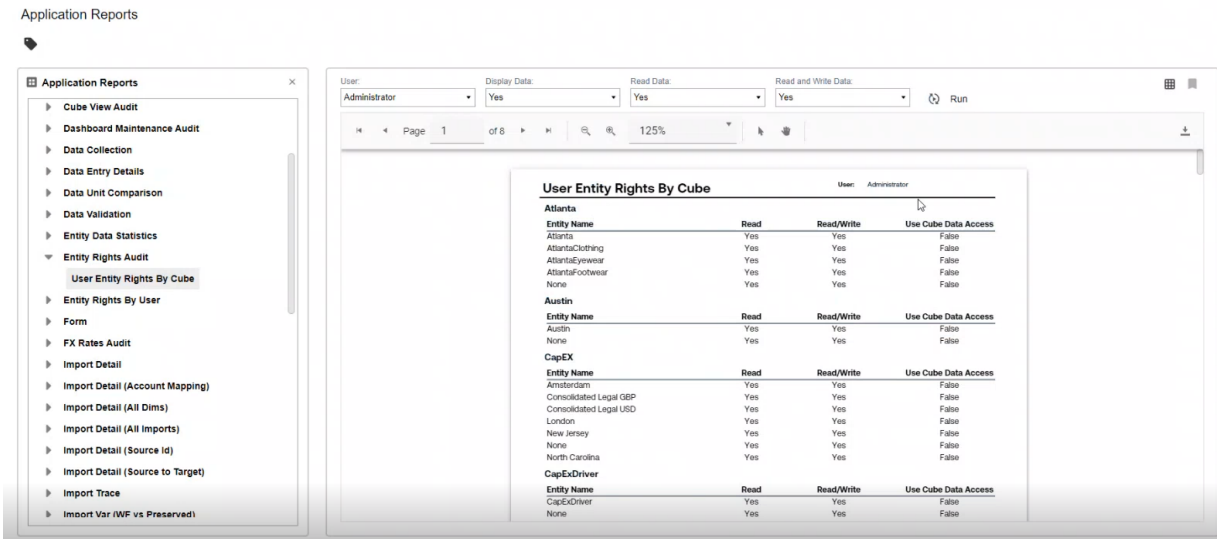 Application Reports
Application Reports
Cube View Audit
Dashboard Maintenance Audit
Data Collection
Data Entry Details
Data Unit Comparison
Data Validation
Entity Data Statistics
Entity Rights Audit
User Entity Rights By Cube
Entity Rights By User
Form
FX Rates Audit
Import Detail
Import Detail (Account Mapping)
Import Detail (All Dims)
Import Detail (All Imports)
Import Detail (Source Id)
Import Detail (Source to Target)
Import Trace
Import Var (WF vs Preserved)
User: Display Data: Read Data: Read and Write Data:
Administrator Yes Yes Yes Run
Page 1 of 8 125%
User Entity Rights By Cube User: Administrator
Atlanta
Entity Name Read Read/Write Use Cube Data Access
Atlanta Yes Yes False
AtlantaClothing Yes Yes False
AtlantaEyewear Yes Yes False
AtlantaFootwear Yes Yes False
None Yes Yes False
Austin
Entity Name Read Read/Write Use Cube Data Access
Austin Yes Yes False
None Yes Yes False
CapEX
Entity Name Read Read/Write Use Cube Data Access
Amsterdam Yes Yes False
Consolidated Legal GBP Yes Yes False
Consolidated Legal USD Yes Yes False
London Yes Yes False
New Jersey Yes Yes False
None Yes Yes False
North Carolina Yes Yes False
CapExDriver
Entity Name Read Read/Write Use Cube Data Access
CapExDriver Yes Yes False
None Yes Yes False